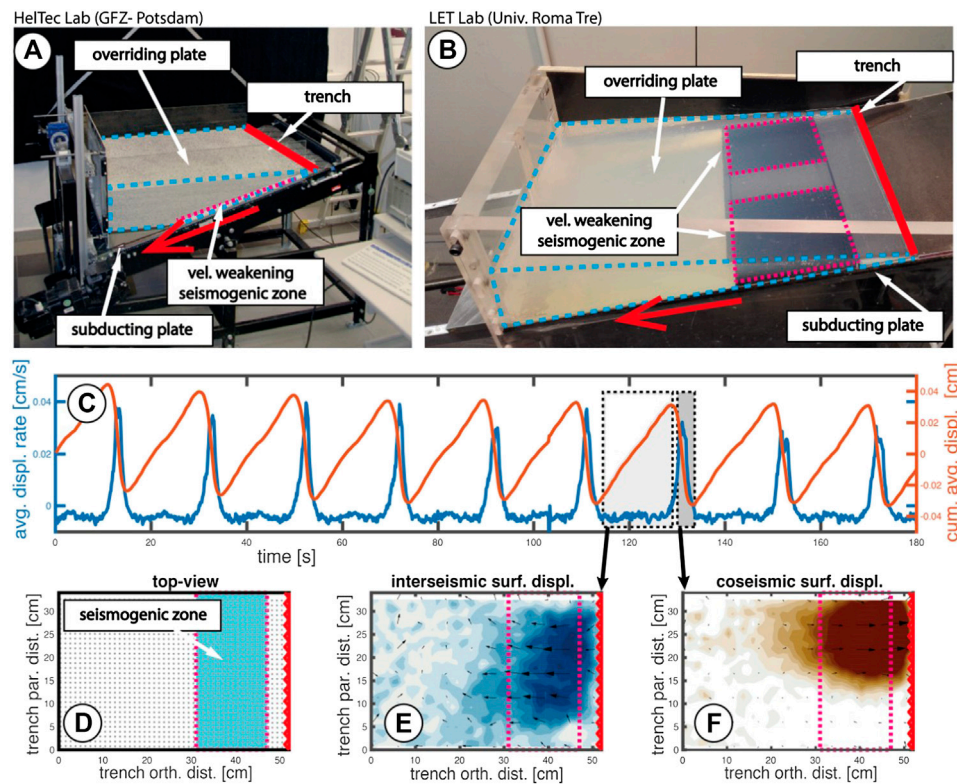 HelTec Lab (GFZ- Potsdam)
LET Lab (Univ. Roma Tre)
A
overriding plate
trench
vel. weakening
seismogenic zone
subducting plate
B
overriding plate
trench
vel. weakening
seismogenic zone
subducting plate
C
avg. displ. rate [cm/s]
0.04
0.02
0
cum. avg. displ. [cm]
0.04
0.02
0
-0.02
-0.04
0 20 40 60 80 100 120 140 160 180
time [s]
top-view
seismogenic zone
D
trench par. dist. [cm]
30
25
20
15
10
5
0
0 10 20 30 40 50
trench orth. dist. [cm]
interseismic surf. displ.
E
trench par. dist. [cm]
30
25
20
15
10
5
0
0 10 20 30 40 50
trench orth. dist. [cm]
coseismic surf. displ.
F
trench par. dist. [cm]
30
25
20
15
10
5
0
0 10 20 30 40 50
trench orth. dist. [cm]